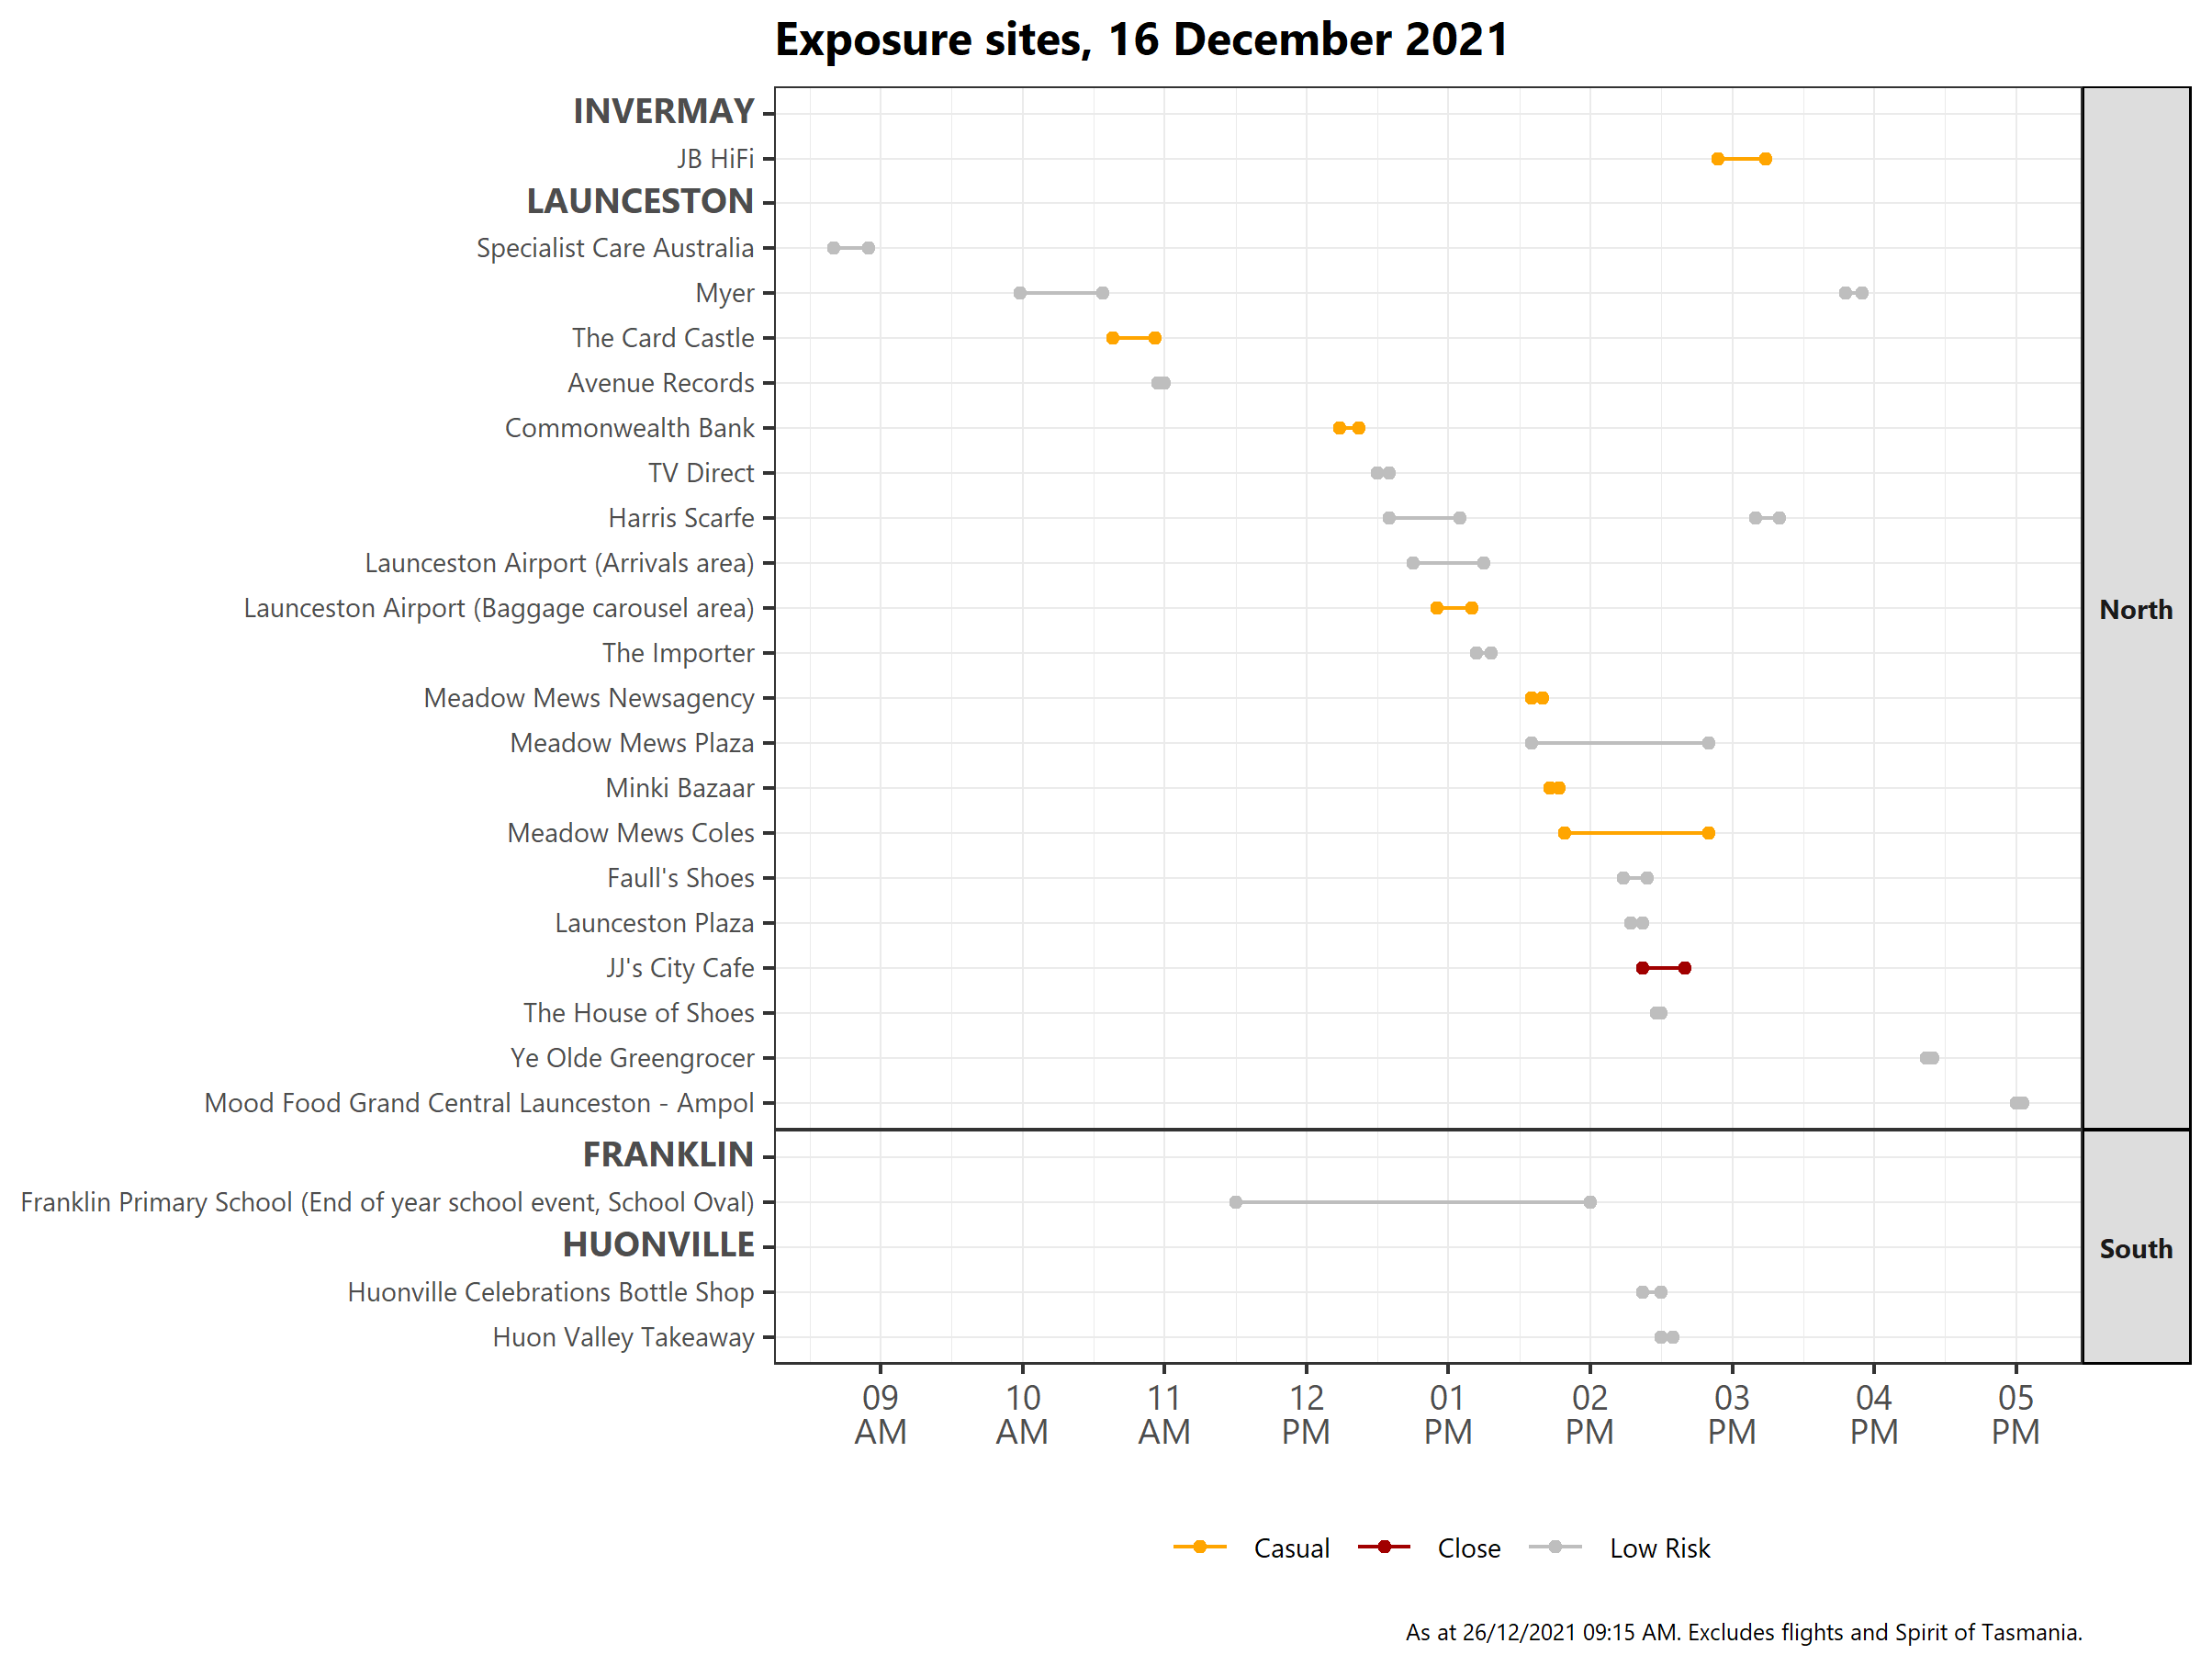 Exposure sites, 16 December 2021
INVERMAY
JB HiFi
LAUNCESTON
Specialist Care Australia
Myer
The Card Castle
Avenue Records
Commonwealth Bank
TV Direct
Harris Scarfe
Launceston Airport (Arrivals area)
Launceston Airport (Baggage carousel area)
The Importer
Meadow Mews Newsagency
Meadow Mews Plaza
Minki Bazaar
Meadow Mews Coles
Faull's Shoes
Launceston Plaza
JJ's City Cafe
The House of Shoes
Ye Olde Greengrocer
Mood Food Grand Central Launceston - Ampol
North
FRANKLIN
Franklin Primary School (End of year school event, School Oval)
HUONVILLE
Huonville Celebrations Bottle Shop
Huon Valley Takeaway
South
09 10 11 12 01 02 03 04 05
AM AM AM PM PM PM PM PM PM
Casual Close Low Risk
As at 26/12/2021 09:15 AM. Excludes flights and Spirit of Tasmania.